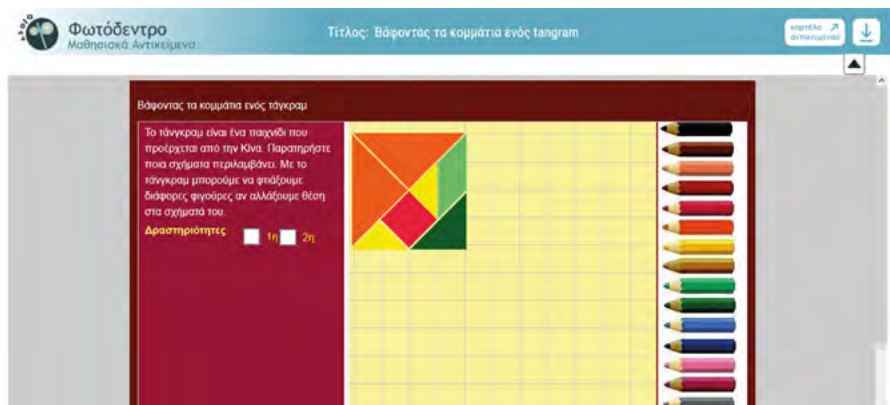 Φωτόδεντρο
Μαθησιακά Αντικείμενα
Τίτλος: Βάφοντας τα κομμάτια ενός tangram
καρτέλα
αντικειμένου
Βάφοντας τα κομμάτια ενός τάγκραμ
Το τάνγκραμ είναι ένα παιχνίδι που
προέρχεται από την Κίνα. Παρατηρήστε
ποια σχήματα περιλαμβάνει. Με το
τάνγκραμ μπορούμε να φτιάξουμε
διάφορες φιγούρες αν αλλάξουμε θέση
στα σχήματά του.
Δραστηριότητες 1η 2η